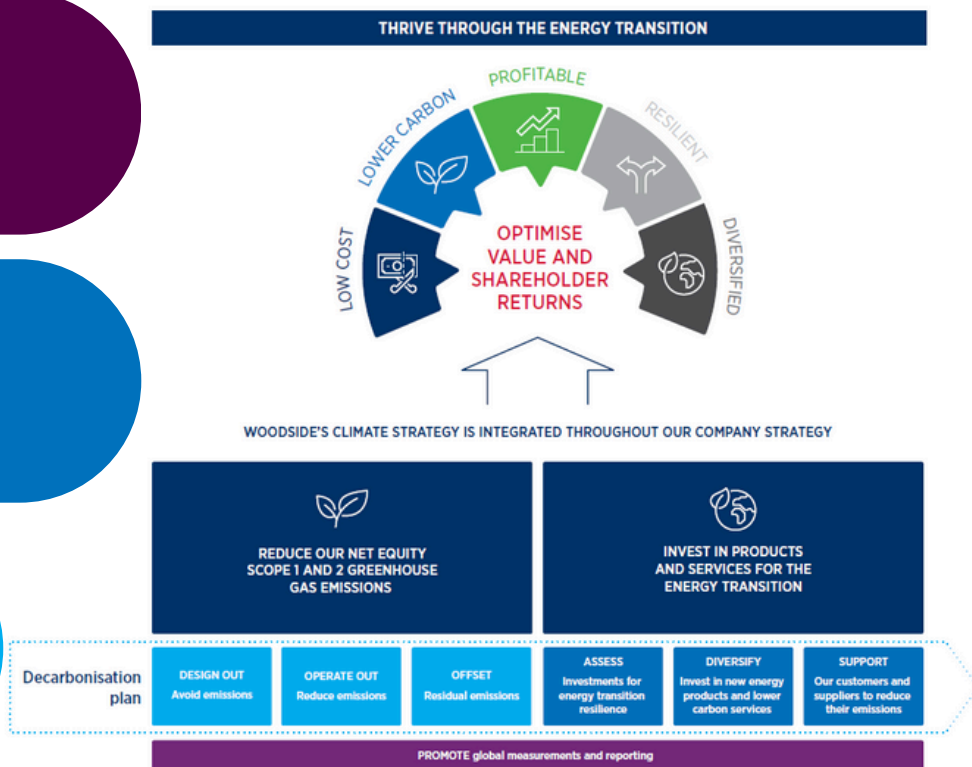 THRIVE THROUGH THE ENERGY TRANSITION
LOW COST
LOWER CARBON
PROFITABLE
RESILIENT
DIVERSIFIED
OPTIMISE
VALUE AND
SHAREHOLDER
RETURNS
WOODSIDE'S CLIMATE STRATEGY IS INTEGRATED THROUGHOUT OUR COMPANY STRATEGY
REDUCE OUR NET EQUITY
SCOPE 1 AND 2 GREENHOUSE
GAS EMISSIONS
INVEST IN PRODUCTS
AND SERVICES FOR THE
ENERGY TRANSITION
Decarbonisation
plan
DESIGN OUT
Avoid emissions
OPERATE OUT
Reduce emissions
OFFSET
Residual emissions
ASSESS
Investments for
energy transition
resilience
DIVERSIFY
Invest in new energy
products and lower
carbon services
SUPPORT
Our customers and
suppliers to reduce
their emissions
PROMOTE global measurements and reporting